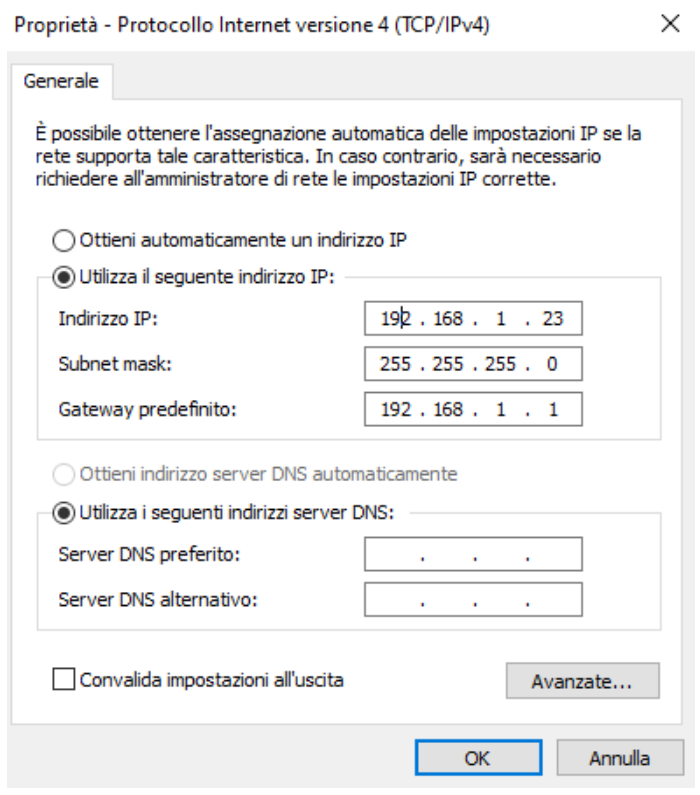 Proprietà - Protocollo Internet versione 4 (TCP/IPv4)
Generale
È possibile ottenere l'assegnazione automatica delle impostazioni IP se la
rete supporta tale caratteristica. In caso contrario, sarà necessario
richiedere all'amministratore di rete le impostazioni IP corrette.
Ottieni automaticamente un indirizzo IP
Utilizza il seguente indirizzo IP:
Indirizzo IP: 192 . 168 . 1 . 23
Subnet mask: 255 . 255 . 255 . 0
Gateway predefinito: 192 . 168 . 1 . 1
Ottieni indirizzo server DNS automaticamente
Utilizza i seguenti indirizzi server DNS:
Server DNS preferito: . . .
Server DNS alternativo: . . .
Convalida impostazioni all'uscita Avanzate...
OK Annulla